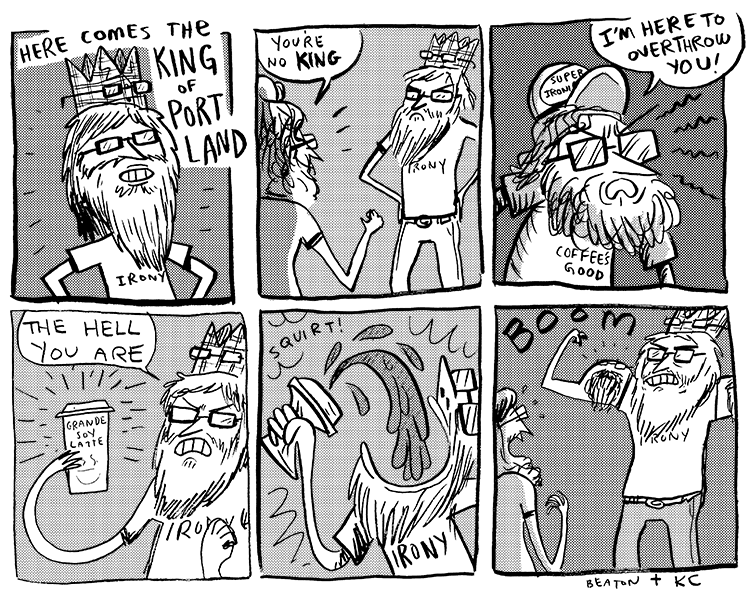 HERE COMES THE
KING
OF
PORT
LAND
IRONY
YOU'RE
NO KING
IRONY
I'M HERE TO
OVERTHROW
YOU!
SUPER
IRONIC
COFFEE'S
GOOD
THE HELL
YOU ARE
GRANDE
SOY
LATTE
IRONY
SQUIRT!
IRONY
BOOM
IRONY
BEATON + KC